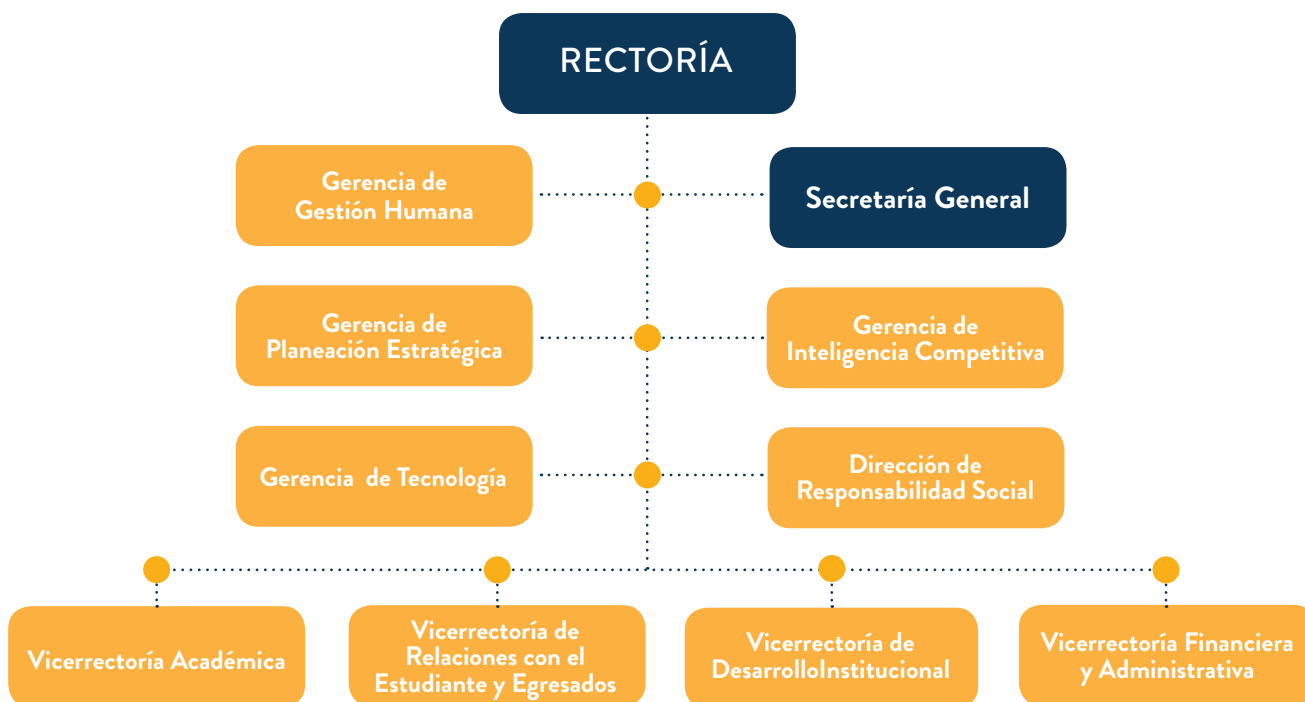 RECTORÍA
Gerencia de
Gestión Humana
Secretaría General
Gerencia de
Planeación Estratégica
Gerencia de
Inteligencia Competitiva
Gerencia de Tecnología
Dirección de
Responsabilidad Social
Vicerrectoría Académica
Vicerrectoría de
Relaciones con el
Estudiante y Egresados
Vicerrectoría de
DesarrolloInstitucional
Vicerrectoría Financiera
y Administrativa